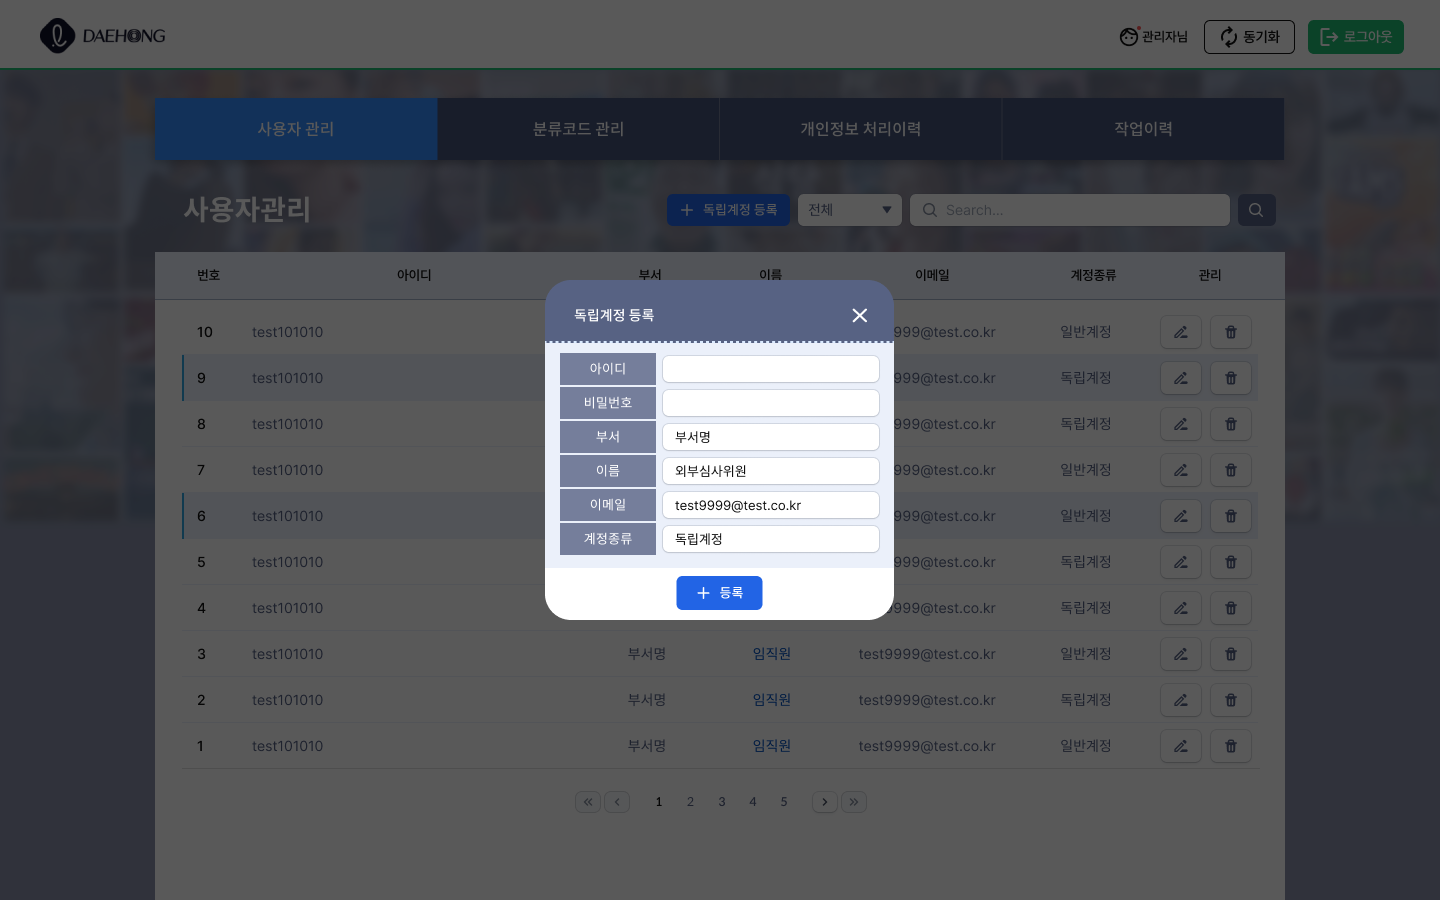 DAEHONG
관리자님
동기화
로그아웃
사용자 관리
분류코드 관리
개인정보 처리이력
작업이력
사용자관리
독립계정 등록
전체
Search...
번호 아이디 부서 이름 이메일 계정종류 관리
독립계정 등록
아이디
비밀번호
부서 부서명
이름 외부심사위원
이메일 test9999@test.co.kr
계정종류 독립계정
등록
10 test101010 999@test.co.kr 일반계정
9 test101010 999@test.co.kr 독립계정
8 test101010 999@test.co.kr 독립계정
7 test101010 999@test.co.kr 일반계정
6 test101010 999@test.co.kr 일반계정
5 test101010 999@test.co.kr 독립계정
4 test101010 999@test.co.kr 독립계정
3 test101010 부서명 임직원 test9999@test.co.kr 일반계정
2 test101010 부서명 임직원 test9999@test.co.kr 독립계정
1 test101010 부서명 임직원 test9999@test.co.kr 일반계정
« ‹ 1 2 3 4 5 › »